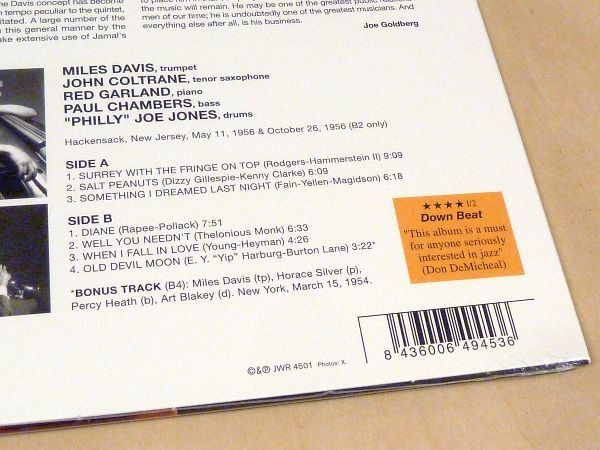 the Davis concept has become
tempo peculiar to the quintet,
itated. A large number of the
this general manner by the
ake extensive use of Jamal's
the music will remain. He may be one of the greatest public
men of our time; he is undoubtedly one of the greatest musicians. And
everything else after all, is his business.
Joe Goldberg
MILES DAVIS, trumpet
JOHN COLTRANE, tenor saxophone
RED GARLAND, piano
PAUL CHAMBERS, bass
"PHILLY" JOE JONES, drums
Hackensack, New Jersey, May 11, 1956 & October 26, 1956 (B2 only)
SIDE A
1. SURREY WITH THE FRINGE ON TOP (Rodgers-Hammerstein II) 9:09
2. SALT PEANUTS (Dizzy Gillespie-Kenny Clarke) 6:09
3. SOMETHING I DREAMED LAST NIGHT (Fain-Yellen-Magidson) 6:18
SIDE B
1. DIANE (Rapee-Pollack) 7:51
2. WELL YOU NEEDN'T (Thelonious Monk) 6:33
3. WHEN I FALL IN LOVE (Young-Heyman) 4:26
4. OLD DEVIL MOON (E. Y. "Yip" Harburg-Burton Lane) 3:22*
*BONUS TRACK (B4): Miles Davis (tp), Horace Silver (p),
Percy Heath (b), Art Blakey (d). New York, March 15, 1954.
★★★★ 1/2
Down Beat
"This album is a must
for anyone seriously
interested in jazz"
(Don DeMicheal)
8 436006 494536
©&℗ JWR 4501 Photos: X.